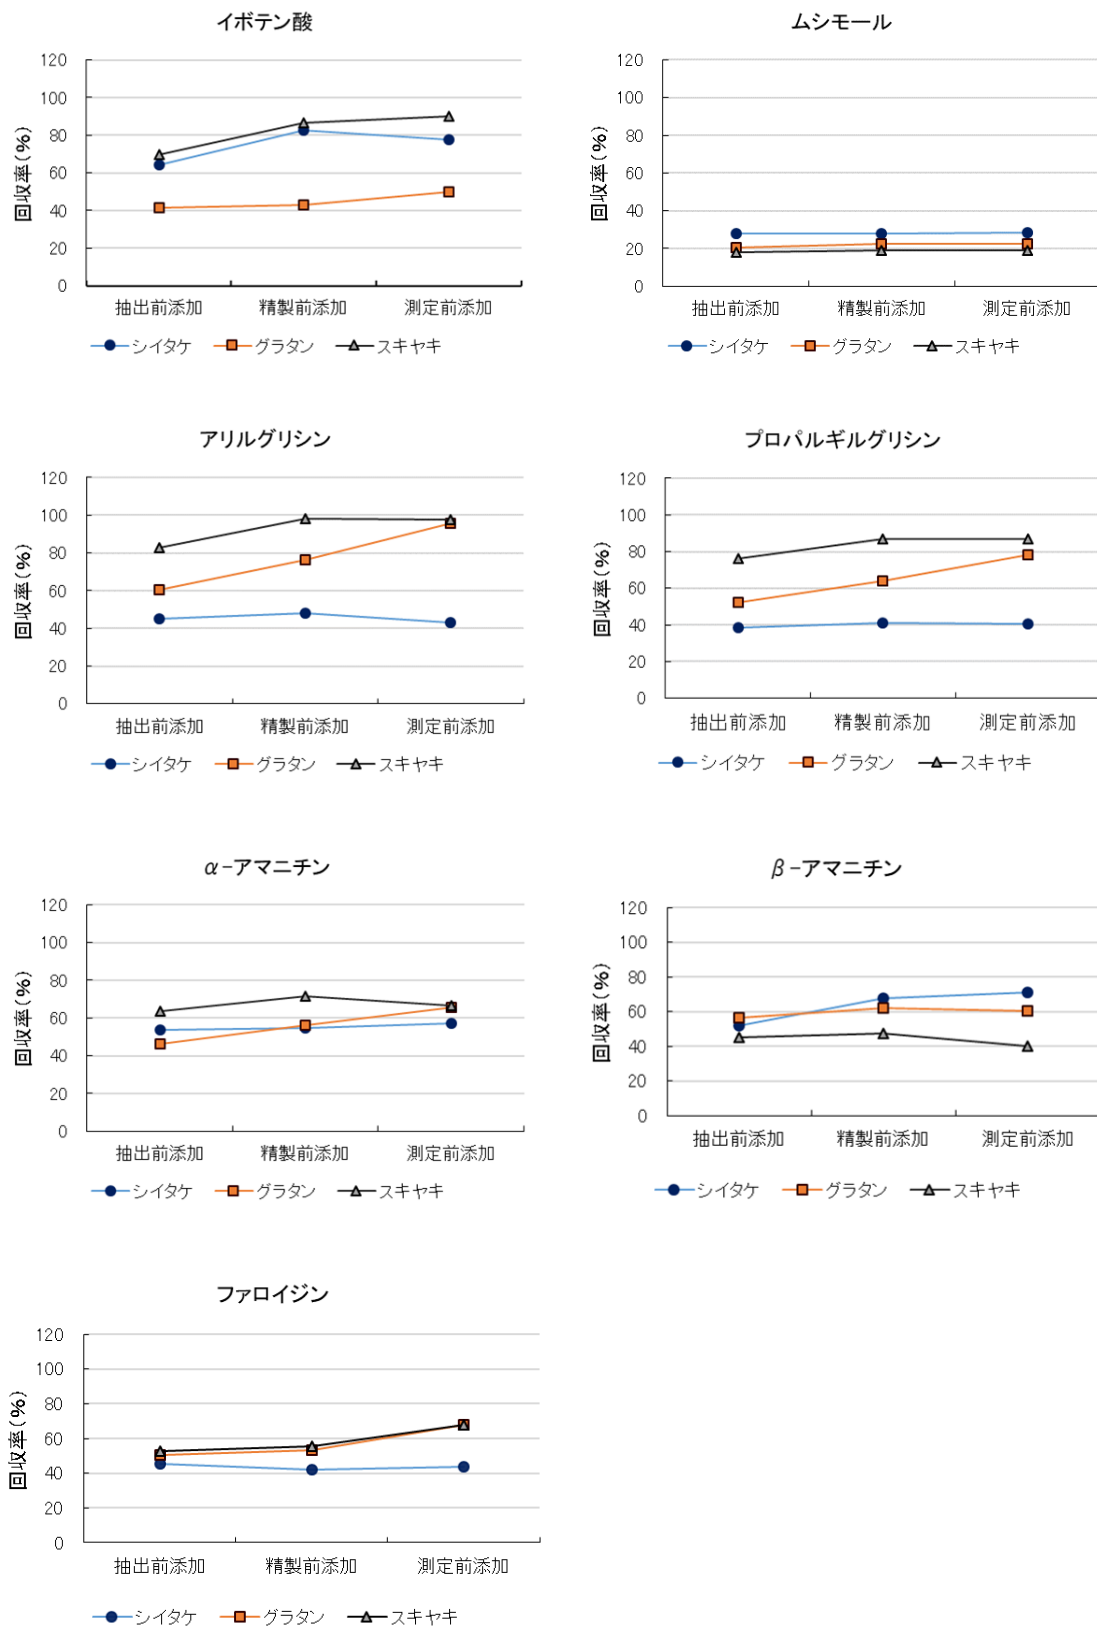 イボテン酸
120
100
80
60
40
20
0
回収率(%)
抽出前添加 精製前添加 測定前添加
シイタケ グラタン スキヤキ
ムシモール
120
100
80
60
40
20
0
回収率(%)
抽出前添加 精製前添加 測定前添加
シイタケ グラタン スキヤキ
アリルグリシン
120
100
80
60
40
20
0
回収率(%)
抽出前添加 精製前添加 測定前添加
シイタケ グラタン スキヤキ
プロパルギルグリシン
120
100
80
60
40
20
0
回収率(%)
抽出前添加 精製前添加 測定前添加
シイタケ グラタン スキヤキ
α-アマニチン
120
100
80
60
40
20
0
回収率(%)
抽出前添加 精製前添加 測定前添加
シイタケ グラタン スキヤキ
β-アマニチン
120
100
80
60
40
20
0
回収率(%)
抽出前添加 精製前添加 測定前添加
シイタケ グラタン スキヤキ
ファロイジン
120
100
80
60
40
20
0
回収率(%)
抽出前添加 精製前添加 測定前添加
シイタケ グラタン スキヤキ